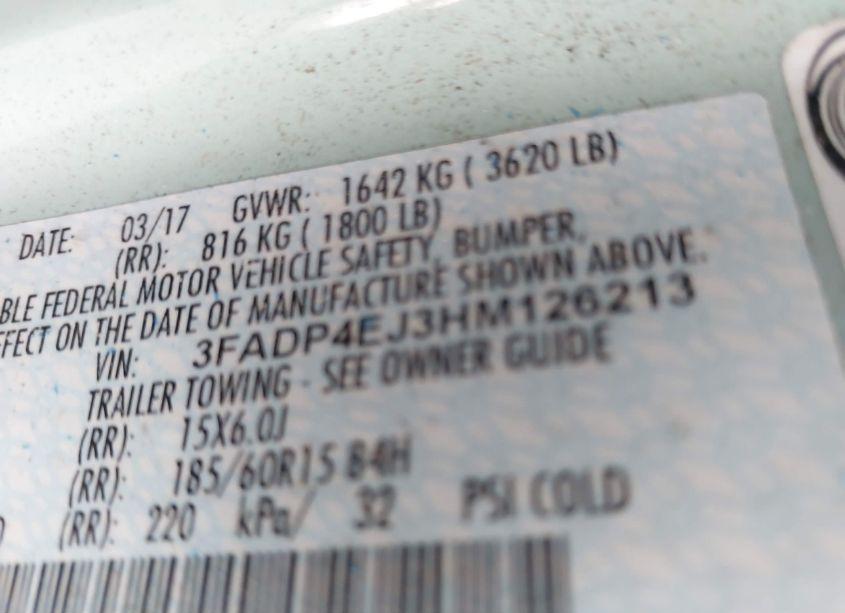 DATE: 03/17 GVWR: 1642 KG ( 3620 LB)
(RR): 816 KG ( 1800 LB)
BLE FEDERAL MOTOR VEHICLE SAFETY, BUMPER,
FFECT ON THE DATE OF MANUFACTURE SHOWN ABOVE.
VIN: 3FADP4EJ3HM126213
TRAILER TOWING - SEE OWNER GUIDE
(RR): 15X6.0J
(RR): 185/60R15 84H
(RR): 220 kPa/ 32 PSI COLD